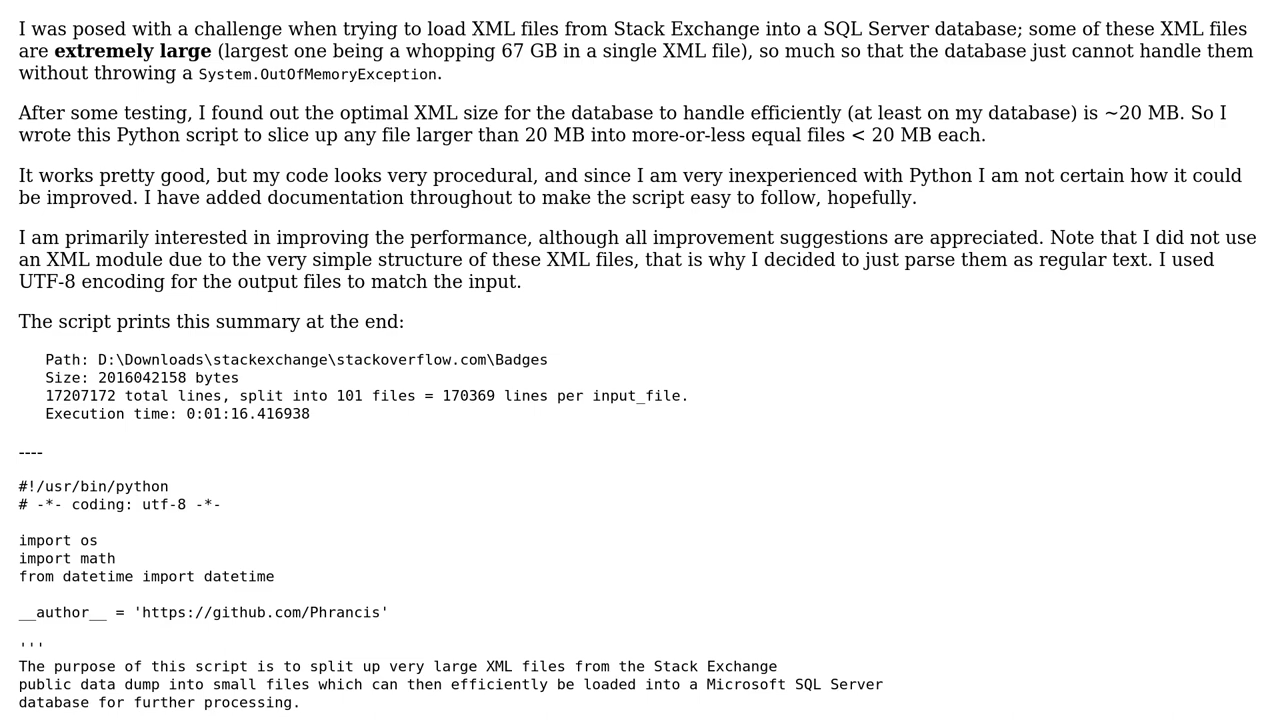 I was posed with a challenge when trying to load XML files from Stack Exchange into a SQL Server database; some of these XML files
are extremely large (largest one being a whopping 67 GB in a single XML file), so much so that the database just cannot handle them
without throwing a System.OutOfMemoryException.
After some testing, I found out the optimal XML size for the database to handle efficiently (at least on my database) is ~20 MB. So I
wrote this Python script to slice up any file larger than 20 MB into more-or-less equal files < 20 MB each.
It works pretty good, but my code looks very procedural, and since I am very inexperienced with Python I am not certain how it could
be improved. I have added documentation throughout to make the script easy to follow, hopefully.
I am primarily interested in improving the performance, although all improvement suggestions are appreciated. Note that I did not use
an XML module due to the very simple structure of these XML files, that is why I decided to just parse them as regular text. I used
UTF-8 encoding for the output files to match the input.
The script prints this summary at the end:
Path: D:\Downloads\stackexchange\stackoverflow.com\Badges
Size: 2016042158 bytes
17207172 total lines, split into 101 files = 170369 lines per input_file.
Execution time: 0:01:16.416938
----
#!/usr/bin/python
# -*- coding: utf-8 -*-
import os
import math
from datetime import datetime
__author__ = 'https://github.com/Phrancis'
'''
The purpose of this script is to split up very large XML files from the Stack Exchange
public data dump into small files which can then efficiently be loaded into a Microsoft SQL Server
database for further processing.